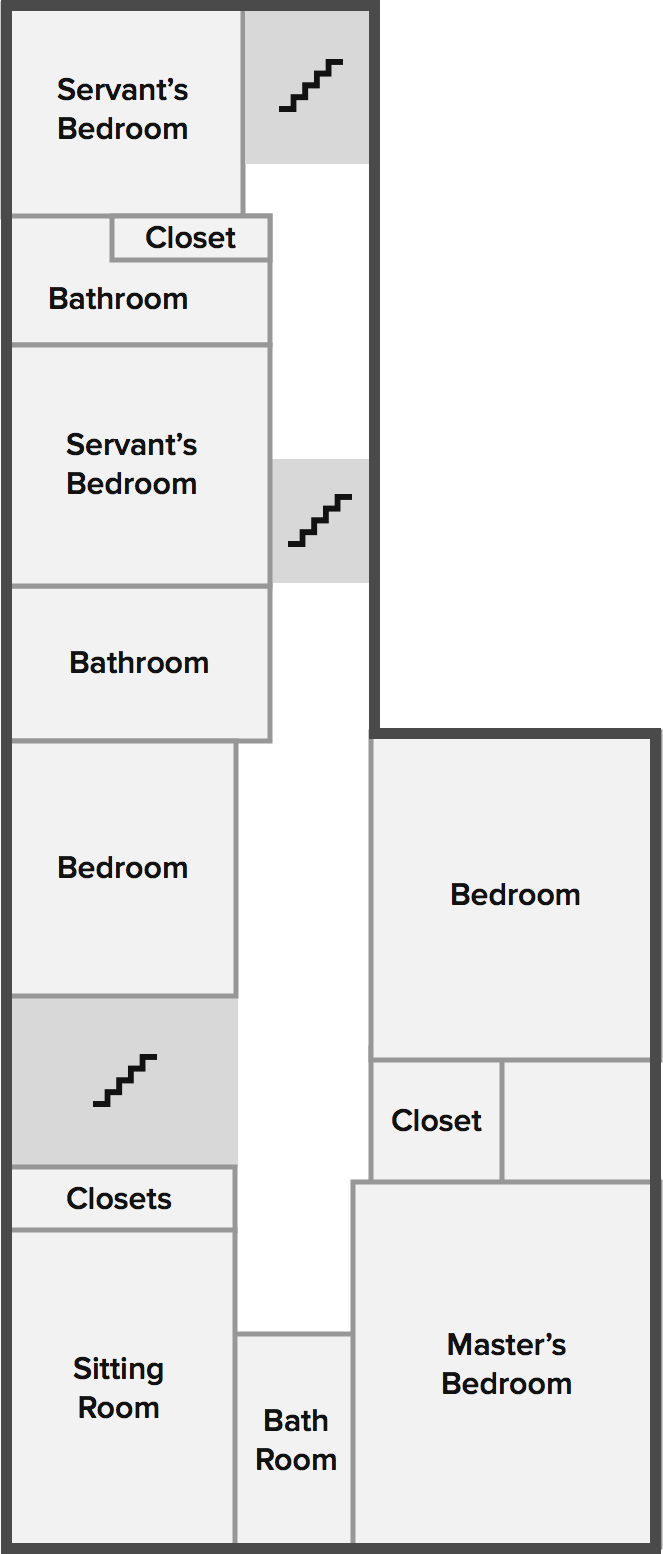 Servant’s
Bedroom
Closet
Bathroom
Servant’s
Bedroom
Bathroom
Bedroom
Bedroom
Closet
Closets
Master’s
Bedroom
Sitting
Room
Bath
Room